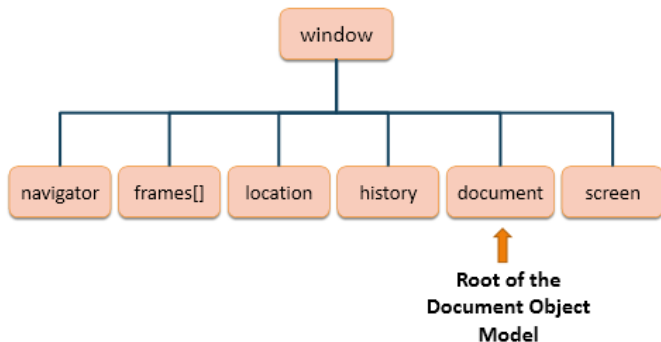 window
navigator
frames[]
location
history
document
screen
Root of the
Document Object
Model